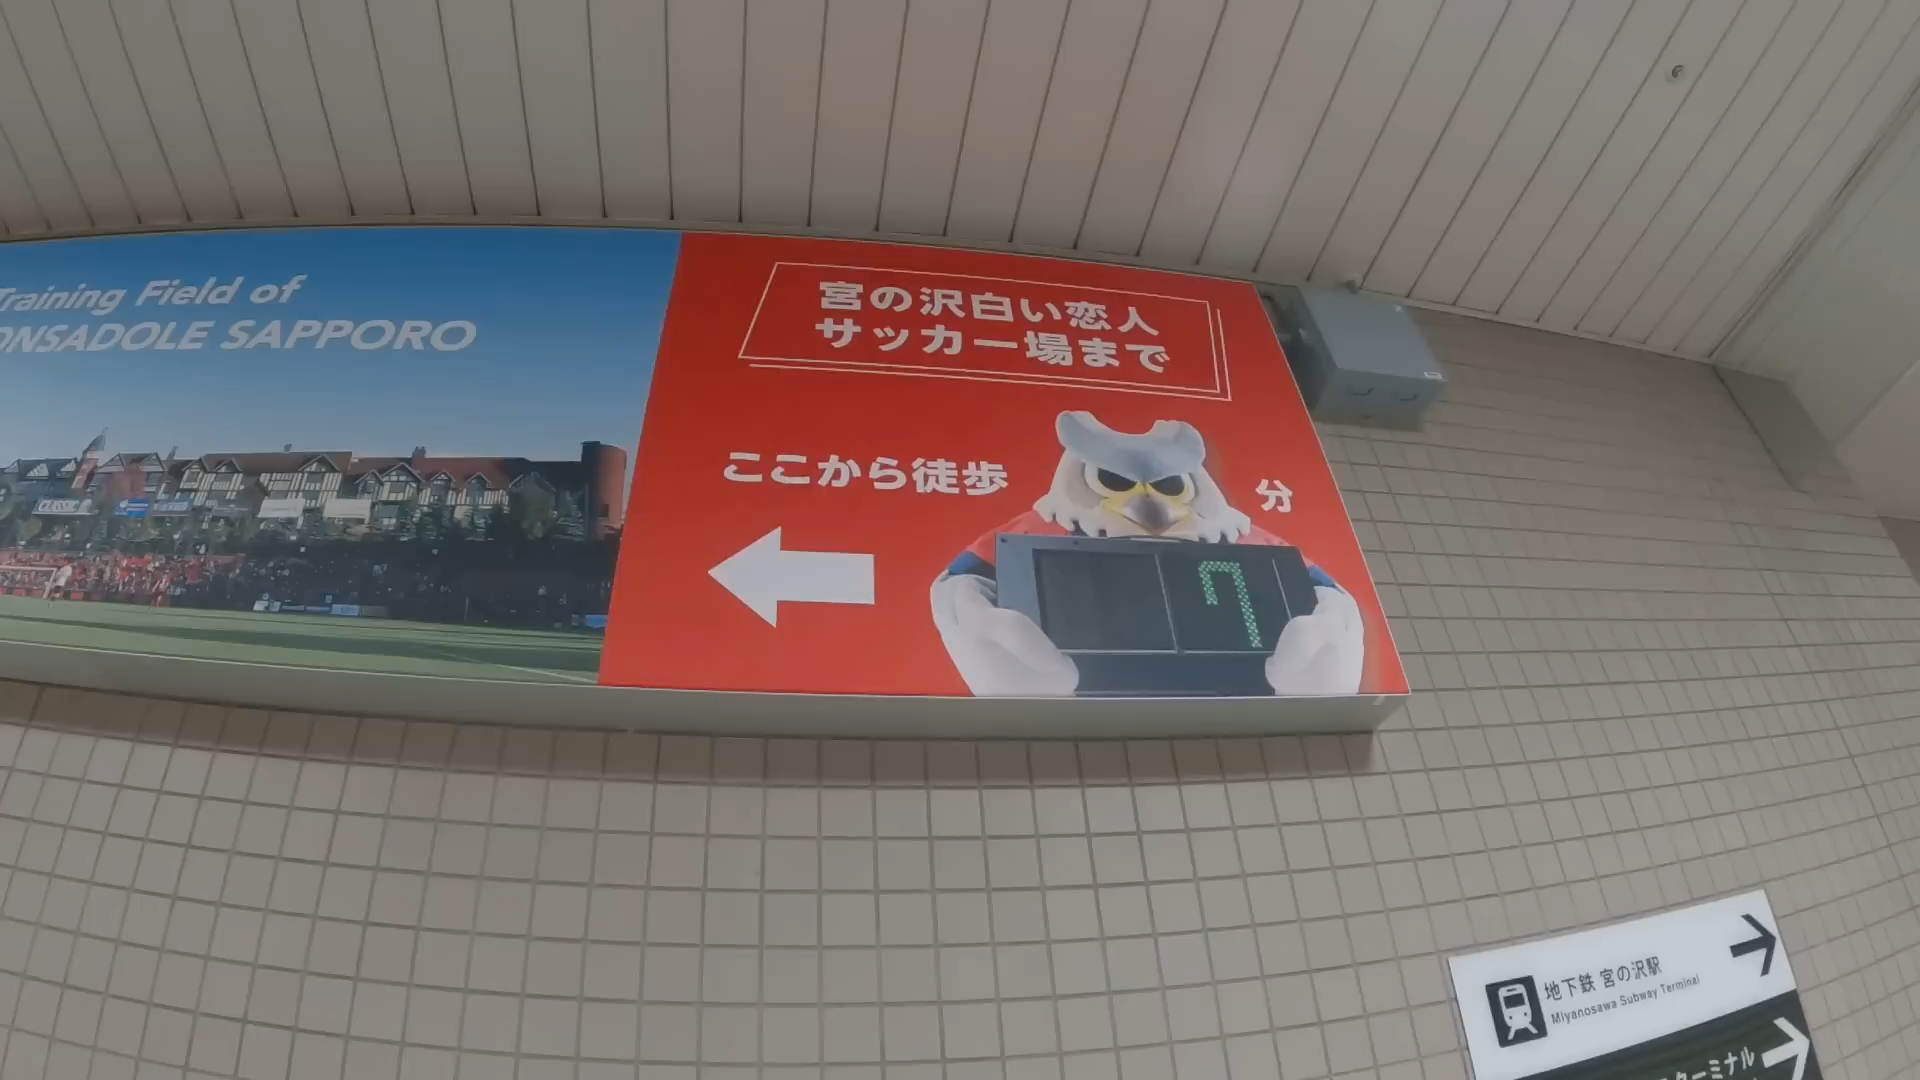 Training Field of
ONSADOLE SAPPORO
CLASSIC
宮の沢白い恋人
サッカー場まで
ここから徒歩
分
7
地下鉄 宮の沢駅
Miyanosawa Subway Terminal
ターミナル